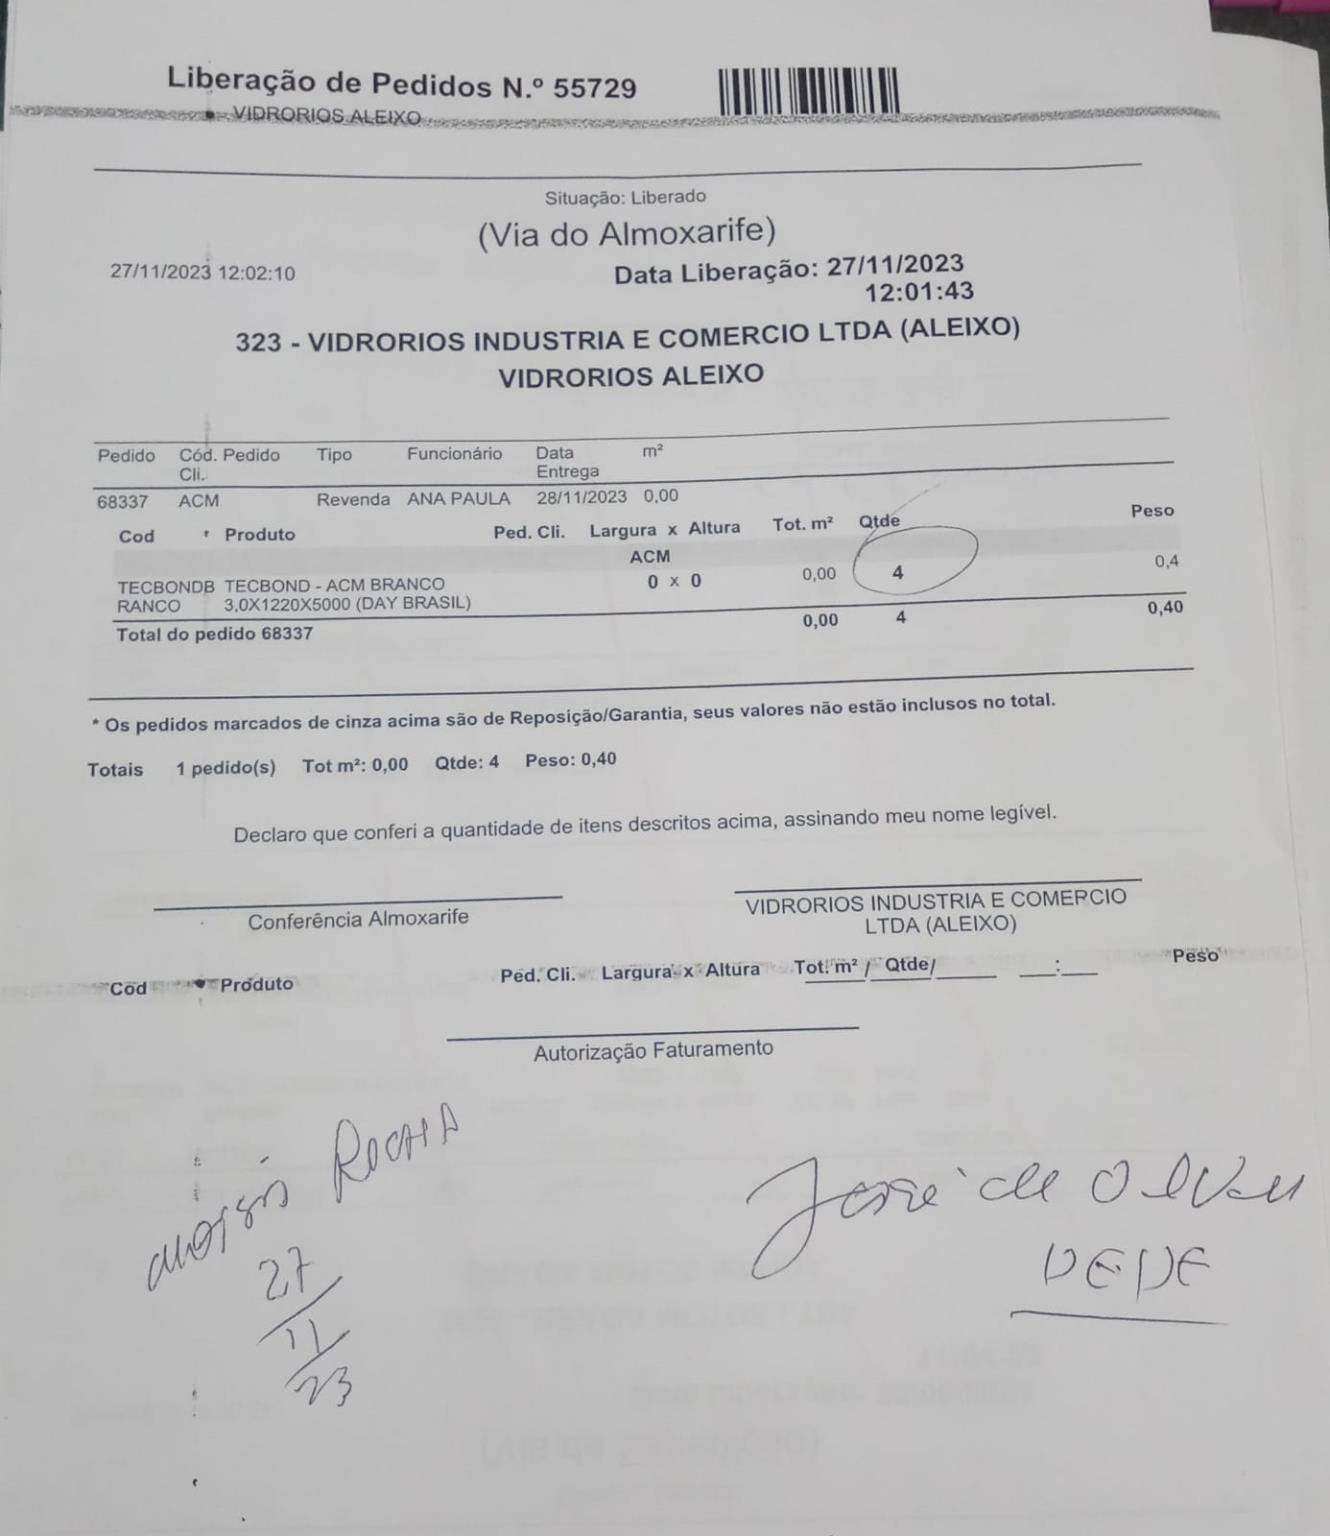 Liberação de Pedidos N.º 55729
VIDRORIOS ALEIXO
Situação: Liberado
(Via do Almoxarife)
27/11/2023 12:02:10
Data Liberação: 27/11/2023
12:01:43
323 - VIDRORIOS INDUSTRIA E COMERCIO LTDA (ALEIXO)
VIDRORIOS ALEIXO
Pedido Cód. Pedido Tipo Funcionário Data m²
Cli. Entrega
68337 ACM Revenda ANA PAULA 28/11/2023 0,00
Cod Produto Ped. Cli. Largura x Altura Tot. m² Qtde Peso
ACM
TECBONDB TECBOND - ACM BRANCO 0 x 0 0,00 4 0,4
RANCO 3,0X1220X5000 (DAY BRASIL)
Total do pedido 68337 0,00 4 0,40
* Os pedidos marcados de cinza acima são de Reposição/Garantia, seus valores não estão inclusos no total.
Totais 1 pedido(s) Tot m²: 0,00 Qtde: 4 Peso: 0,40
Declaro que conferi a quantidade de itens descritos acima, assinando meu nome legível.
Conferência Almoxarife
VIDRORIOS INDUSTRIA E COMERCIO
LTDA (ALEIXO)
Cod Produto Ped. Cli. Largura x Altura Tot. m² / Qtde/ : Peso
Autorização Faturamento
Rocha
27
11
23
José de
DEDE